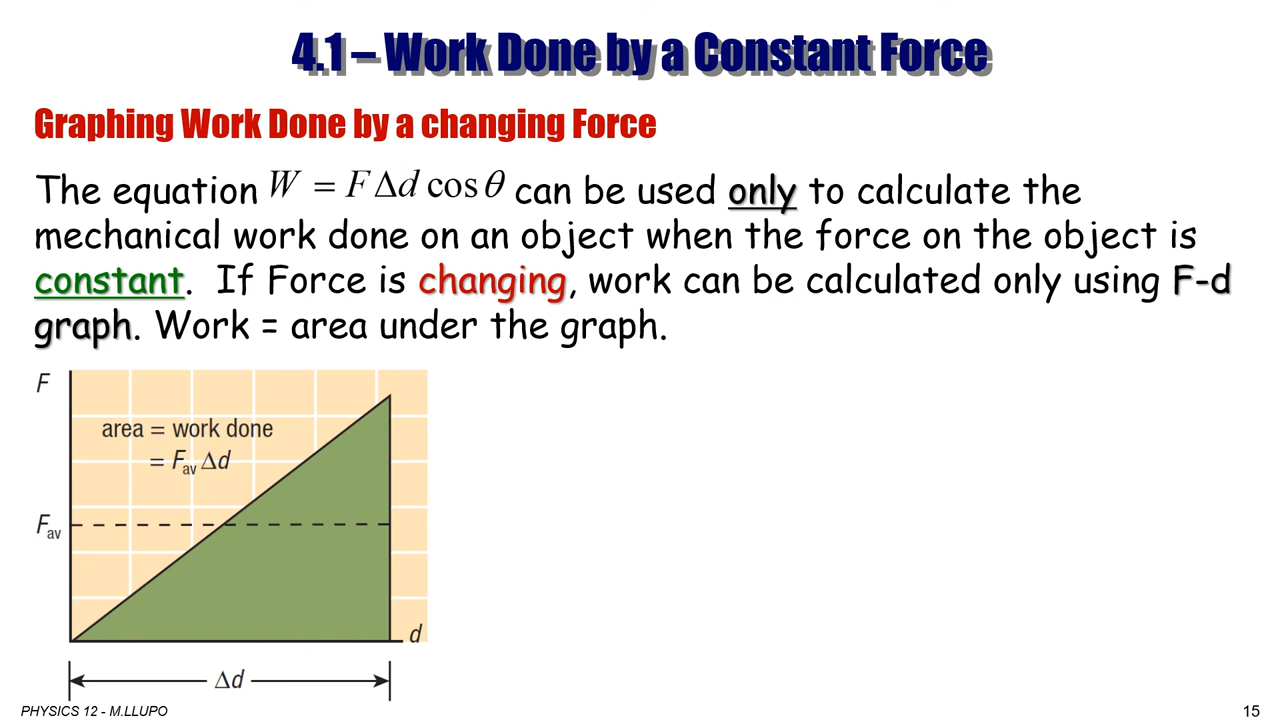 4.1 – Work Done by a Constant Force
Graphing Work Done by a changing Force
The equation W = F Δd cos θ can be used only to calculate the
mechanical work done on an object when the force on the object is
constant. If Force is changing, work can be calculated only using F-d
graph. Work = area under the graph.
F
area = work done
= Fav Δd
Fav
d
Δd
PHYSICS 12 - M.LLUPO
15